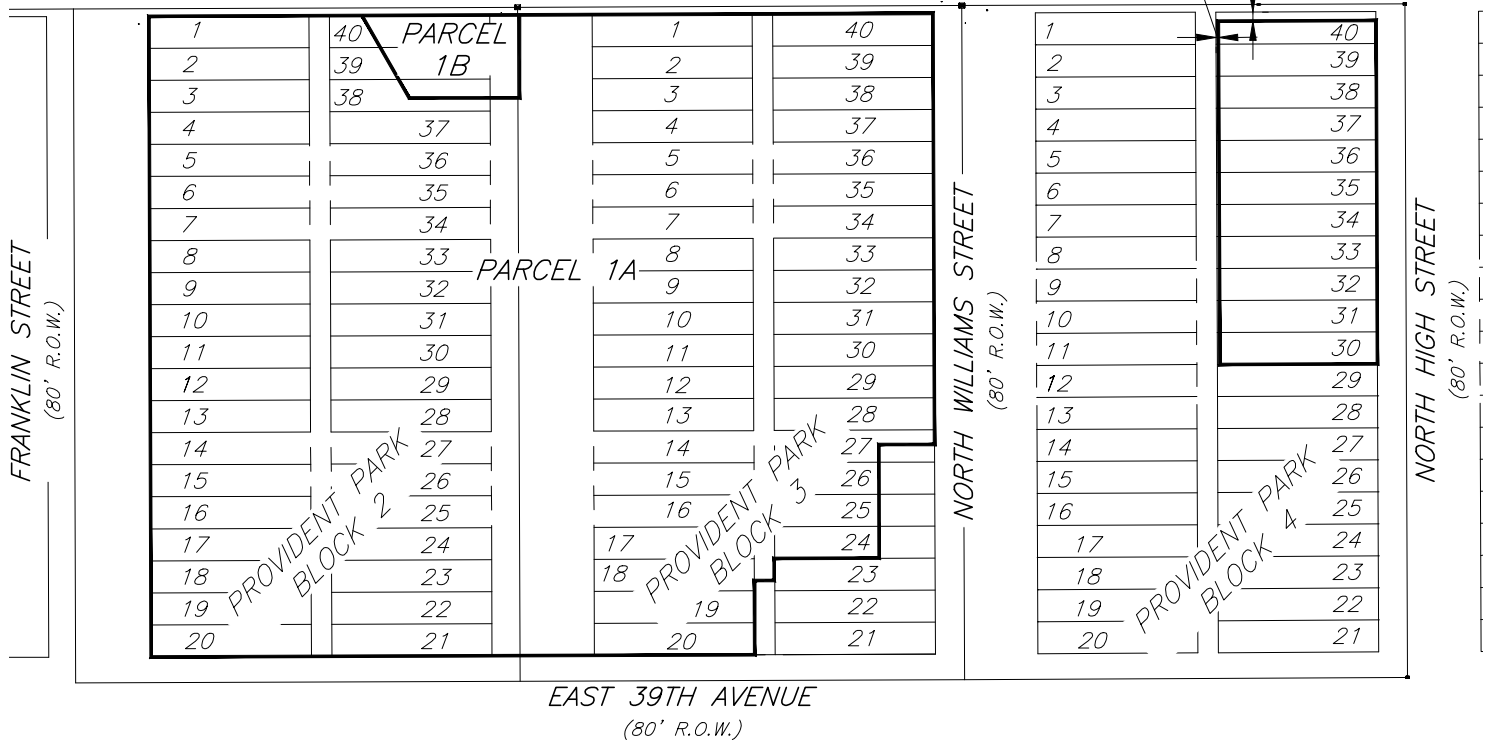 1 40 PARCEL 1 40 1 40
2 39 1B 2 39 2 39
3 38 3 38 3 38
4 37 4 37 4 37
5 36 5 36 5 36
6 35 6 35 6 35
7 34 7 34 7 34
8 33 PARCEL 1A 8 33 8 33
9 32 9 32 9 32
10 31 10 31 10 31
11 30 11 30 11 30
12 29 12 29 12 29
13 28 13 28 13 28
14 27 14 27 14 27
15 26 15 26 15 26
16 25 16 25 16 25
17 24 17 24 17 24
18 23 18 23 18 23
19 22 19 22 19 22
20 21 20 21 20 21
FRANKLIN STREET
(80' R.O.W.)
PROVIDENT PARK
BLOCK 2
PROVIDENT PARK
BLOCK 3
NORTH WILLIAMS STREET
(80' R.O.W.)
PROVIDENT PARK
BLOCK 4
NORTH HIGH STREET
(80' R.O.W.)
EAST 39TH AVENUE
(80' R.O.W.)